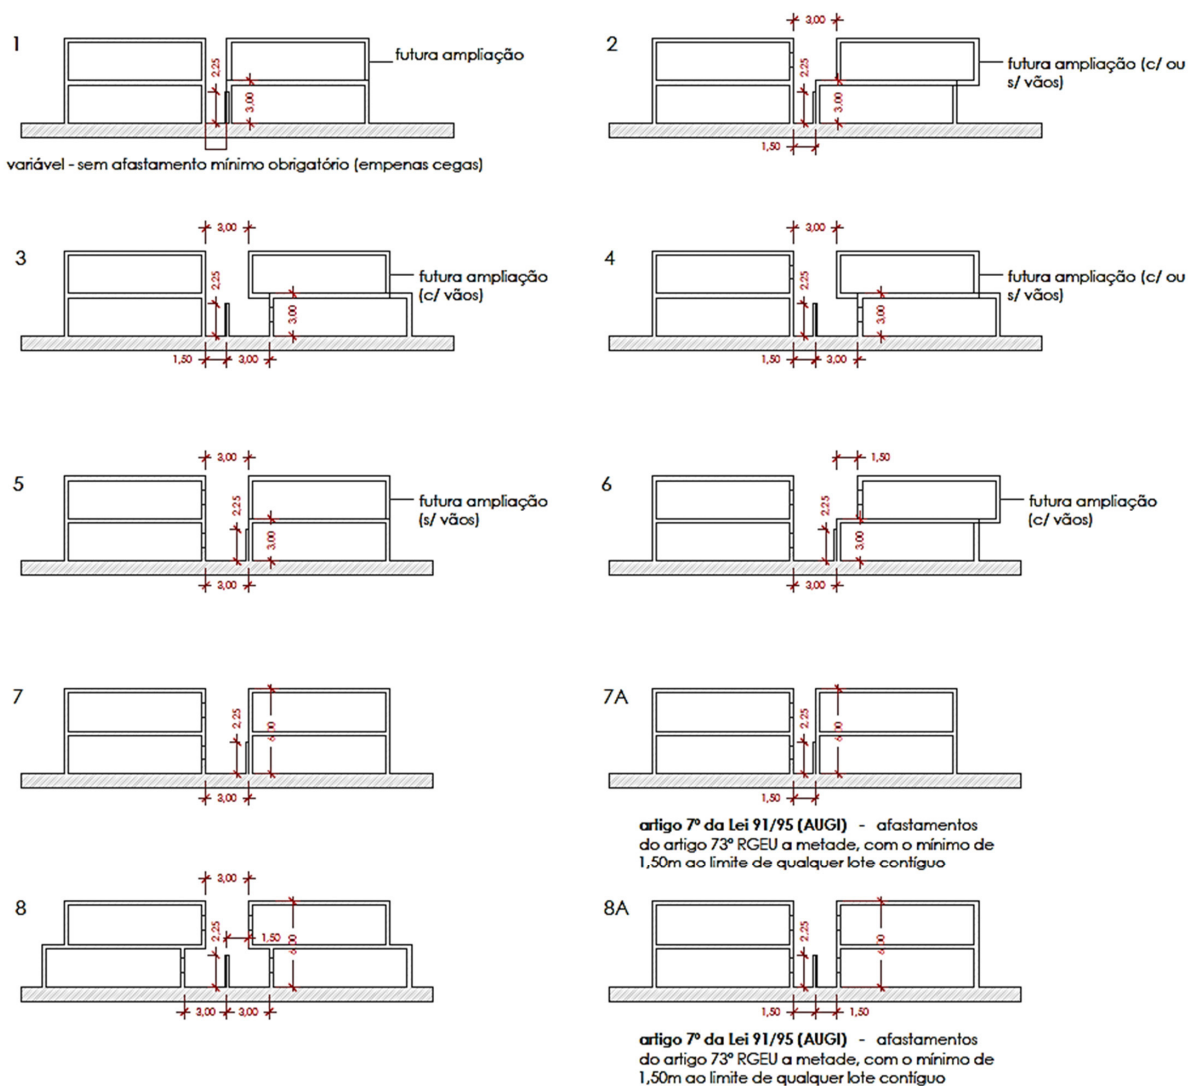 1
2,25
3,00
futura ampliação
variável - sem afastamento mínimo obrigatório (empenas cegas)
2
3,00
2,25
3,00
1,50
futura ampliação (c/ ou
s/ vãos)
3
3,00
2,25
3,00
1,50
3,00
futura ampliação
(c/ vãos)
4
3,00
2,25
3,00
1,50
3,00
futura ampliação (c/ ou
s/ vãos)
5
3,00
2,25
3,00
3,00
futura ampliação
(s/ vãos)
6
1,50
2,25
3,00
3,00
futura ampliação
(c/ vãos)
7
2,25
6,00
3,00
7A
2,25
6,00
1,50
artigo 7º da Lei 91/95 (AUGI) - afastamentos
do artigo 73º RGEU a metade, com o mínimo de
1,50m ao limite de qualquer lote contíguo
8
3,00
2,25
1,50
6,00
3,00
3,00
8A
2,25
6,00
1,50
1,50
artigo 7º da Lei 91/95 (AUGI) - afastamentos
do artigo 73º RGEU a metade, com o mínimo de
1,50m ao limite de qualquer lote contíguo